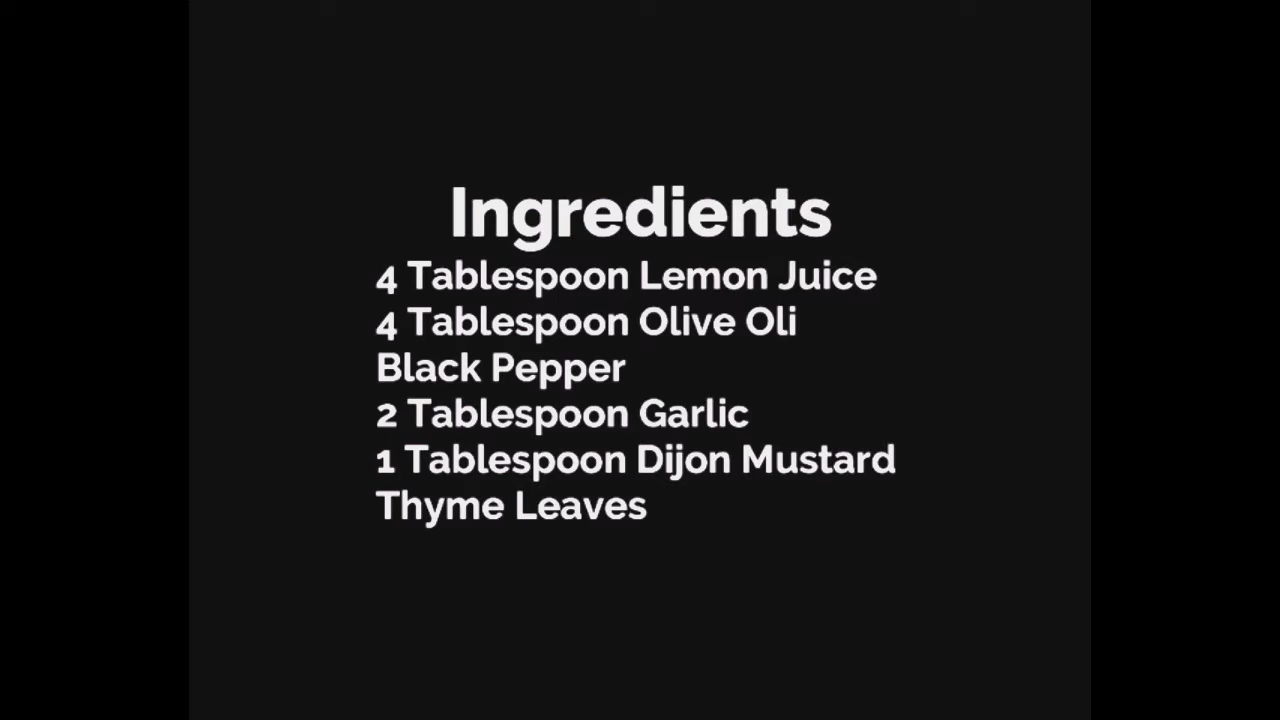 Ingredients
4 Tablespoon Lemon Juice
4 Tablespoon Olive Oli
Black Pepper
2 Tablespoon Garlic
1 Tablespoon Dijon Mustard
Thyme Leaves